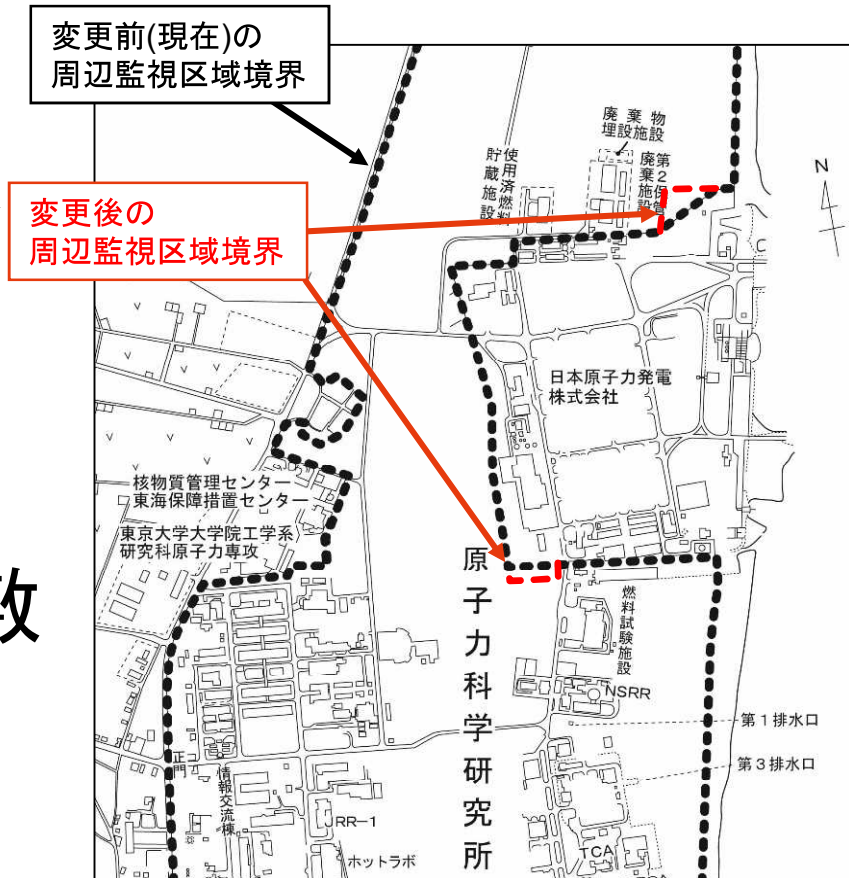 変更前(現在)の
周辺監視区域境界
変更後の
周辺監視区域境界
廃棄物
埋設施設
使用済燃料
貯蔵施設
第2保管
廃棄施設
N
日本原子力発電
株式会社
核物質管理センター
東海保障措置センター
東京大学大学院工学系
研究科原子力専攻
原子力科学研究所
燃料試験施設
NSRR
第1排水口
第3排水口
正門
情報交流棟
JRR-1
ホットラボ
TCA